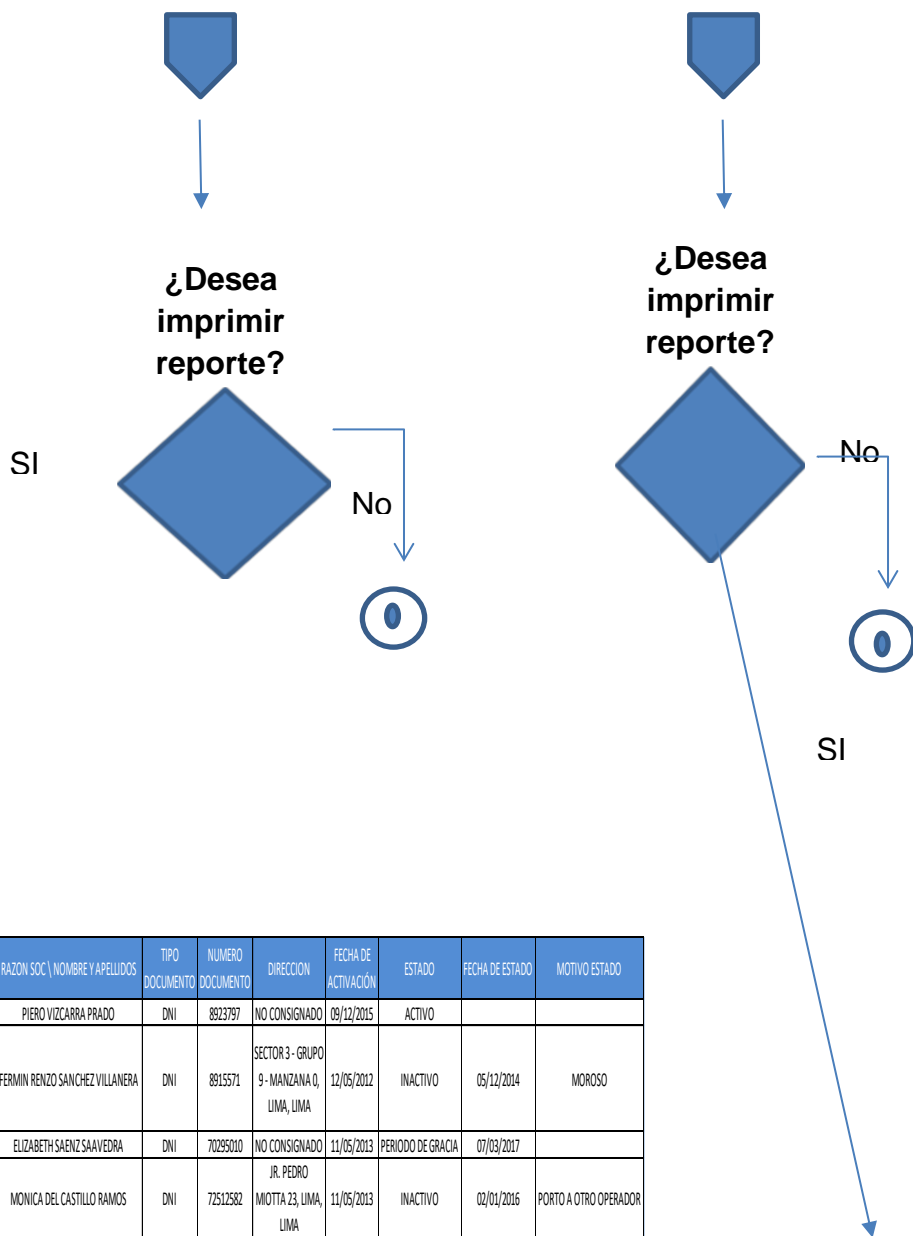 ¿Desea
imprimir
reporte?
¿Desea
imprimir
reporte?
SI
No
No
SI
RAZON SOC \ NOMBRE Y APELLIDOS
TIPO
DOCUMENTO
NUMERO
DOCUMENTO
DIRECCION
FECHA DE
ACTIVACIÓN
ESTADO
FECHA DE ESTADO
MOTIVO ESTADO
PIERO VIZCARRA PRADO
DNI
8923797
NO CONSIGNADO
09/12/2015
ACTIVO
FERMIN RENZO SANCHEZ VILLANERA
DNI
8915571
SECTOR 3 - GRUPO
9 - MANZANA O,
LIMA, LIMA
12/05/2012
INACTIVO
05/12/2014
MOROSO
ELIZABETH SAENZ SAAVEDRA
DNI
70295010
NO CONSIGNADO
11/05/2013
PERIODO DE GRACIA
07/03/2017
MONICA DEL CASTILLO RAMOS
DNI
72512582
JR. PEDRO
MIOTTA 23, LIMA,
LIMA
11/05/2013
INACTIVO
02/01/2016
PORTO A OTRO OPERADOR